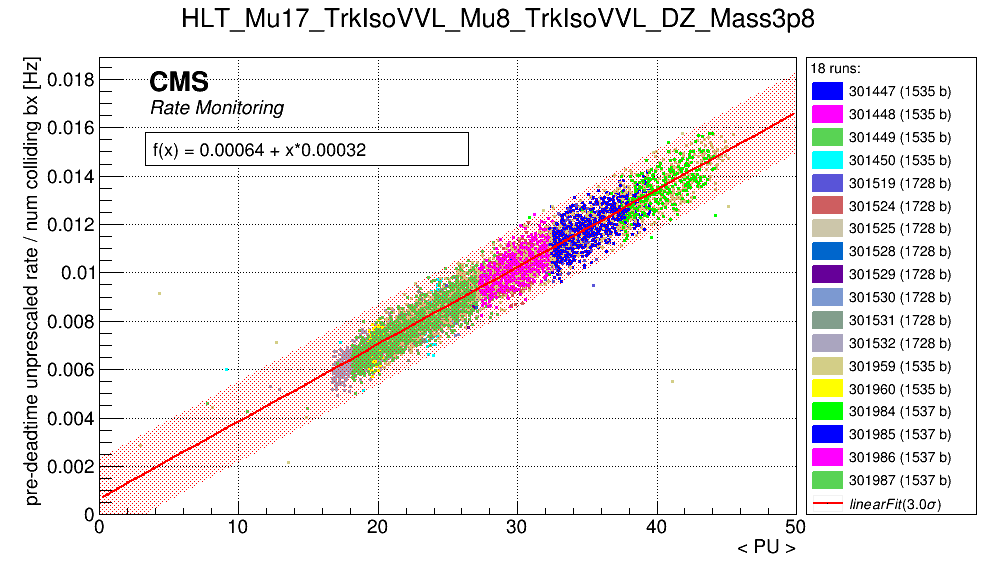 HLT_Mu17_TrkIsoVVL_Mu8_TrkIsoVVL_DZ_Mass3p8
pre-deadtime unprescaled rate / num colliding bx [Hz]
0.018
0.016
0.014
0.012
0.01
0.008
0.006
0.004
0.002
0
CMS
Rate Monitoring
f(x) = 0.00064 + x*0.00032
0
10
20
30
40
50
< PU >
18 runs:
301447 (1535 b)
301448 (1535 b)
301449 (1535 b)
301450 (1535 b)
301519 (1728 b)
301524 (1728 b)
301525 (1728 b)
301528 (1728 b)
301529 (1728 b)
301530 (1728 b)
301531 (1728 b)
301532 (1728 b)
301959 (1535 b)
301960 (1535 b)
301984 (1537 b)
301985 (1537 b)
301986 (1537 b)
301987 (1537 b)
linearFit(3.0σ)